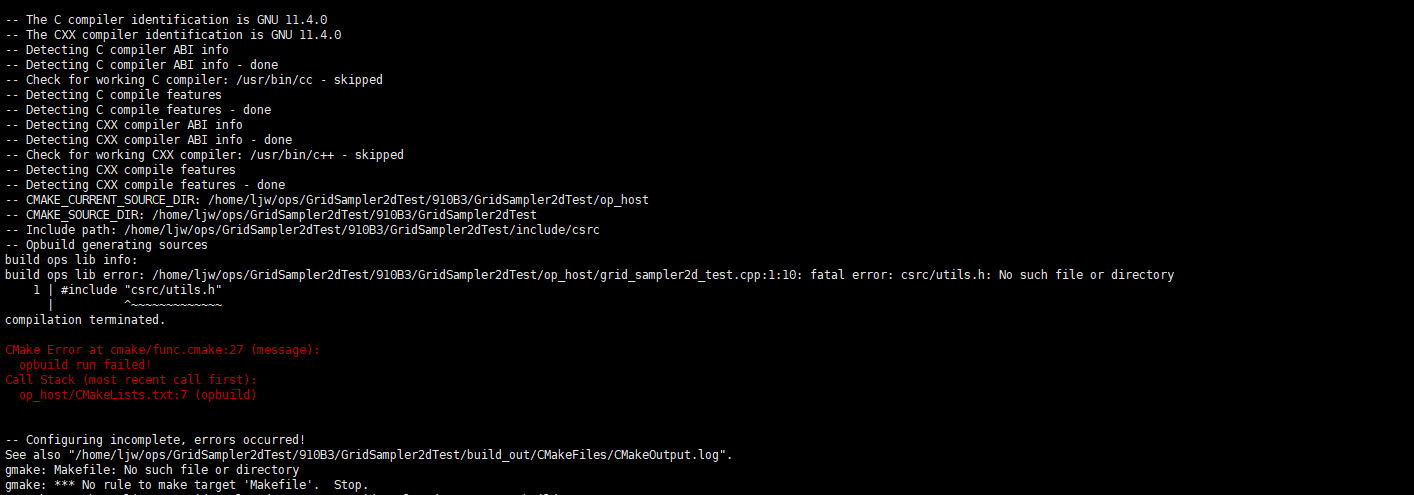 -- The C compiler identification is GNU 11.4.0
-- The CXX compiler identification is GNU 11.4.0
-- Detecting C compiler ABI info
-- Detecting C compiler ABI info - done
-- Check for working C compiler: /usr/bin/cc - skipped
-- Detecting C compile features
-- Detecting C compile features - done
-- Detecting CXX compiler ABI info
-- Detecting CXX compiler ABI info - done
-- Check for working CXX compiler: /usr/bin/c++ - skipped
-- Detecting CXX compile features
-- Detecting CXX compile features - done
-- CMAKE_CURRENT_SOURCE_DIR: /home/ljw/ops/GridSampler2dTest/910B3/GridSampler2dTest/op_host
-- CMAKE_SOURCE_DIR: /home/ljw/ops/GridSampler2dTest/910B3/GridSampler2dTest
-- Include path: /home/ljw/ops/GridSampler2dTest/910B3/GridSampler2dTest/include/csrc
-- Opbuild generating sources
build ops lib info:
build ops lib error: /home/ljw/ops/GridSampler2dTest/910B3/GridSampler2dTest/op_host/grid_sampler2d_test.cpp:1:10: fatal error: csrc/utils.h: No such file or directory
    1 | #include "csrc/utils.h"
      |          ^~~~~~~~~~~~~~
compilation terminated.
CMake Error at cmake/func.cmake:27 (message):
  opbuild run failed!
Call Stack (most recent call first):
  op_host/CMakeLists.txt:7 (opbuild)
-- Configuring incomplete, errors occurred!
See also "/home/ljw/ops/GridSampler2dTest/910B3/GridSampler2dTest/build_out/CMakeFiles/CMakeOutput.log".
gmake: Makefile: No such file or directory
gmake: *** No rule to make target 'Makefile'.  Stop.